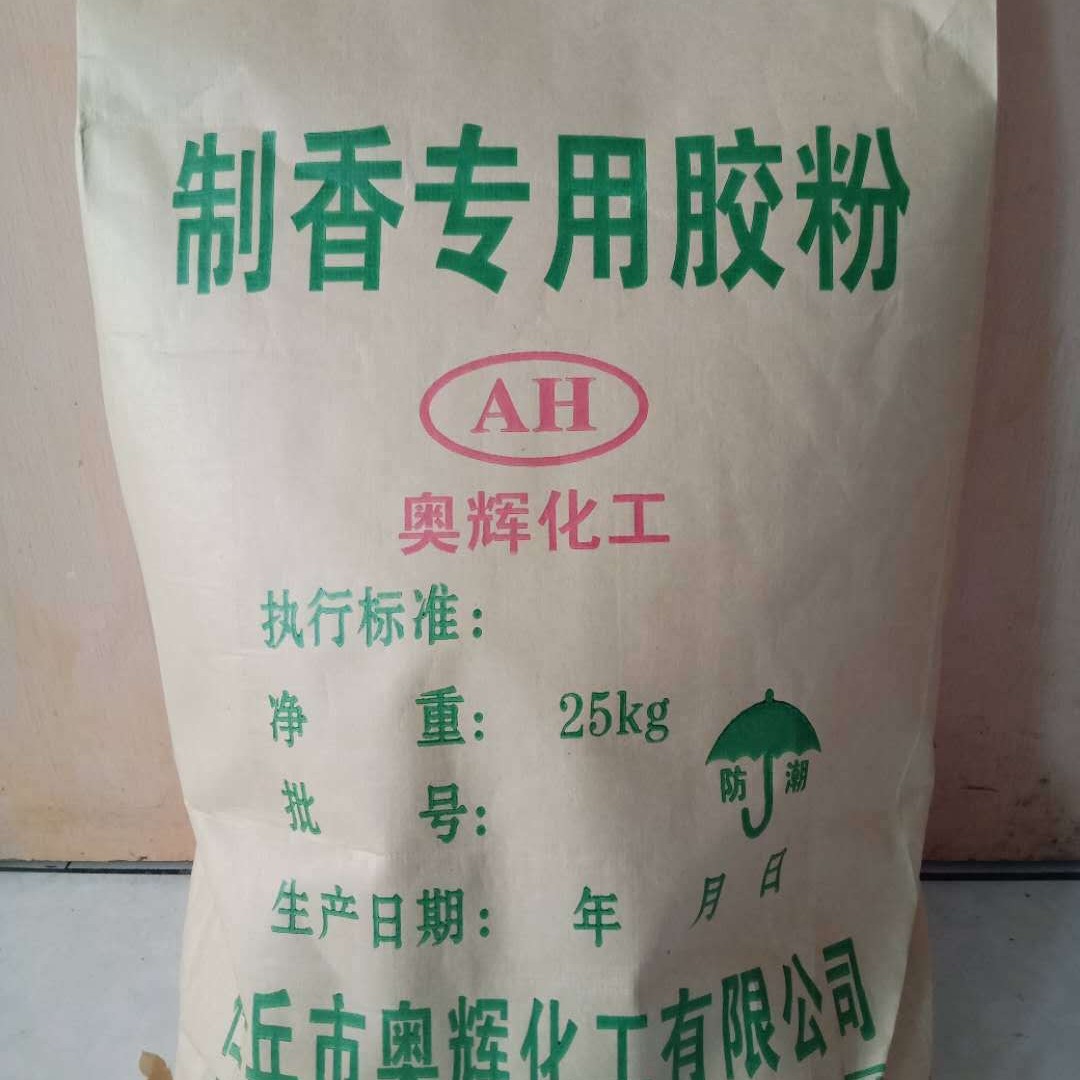 制香专用胶粉
AH
奥辉化工
执行标准：
净 重： 25kg
防潮
批 号：
生产日期： 年 月 日
丘市奥辉化工有限公司